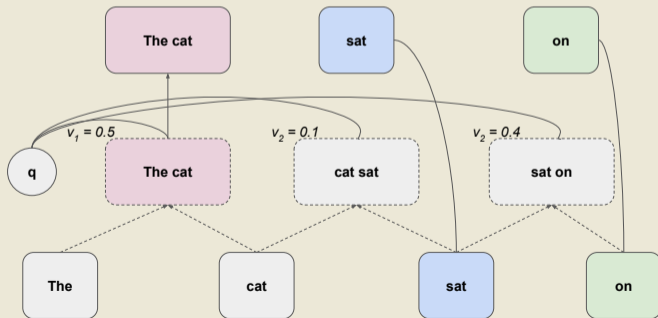 The cat
sat
on
v1 = 0.5
v2 = 0.1
v2 = 0.4
q
The cat
cat sat
sat on
The
cat
sat
on